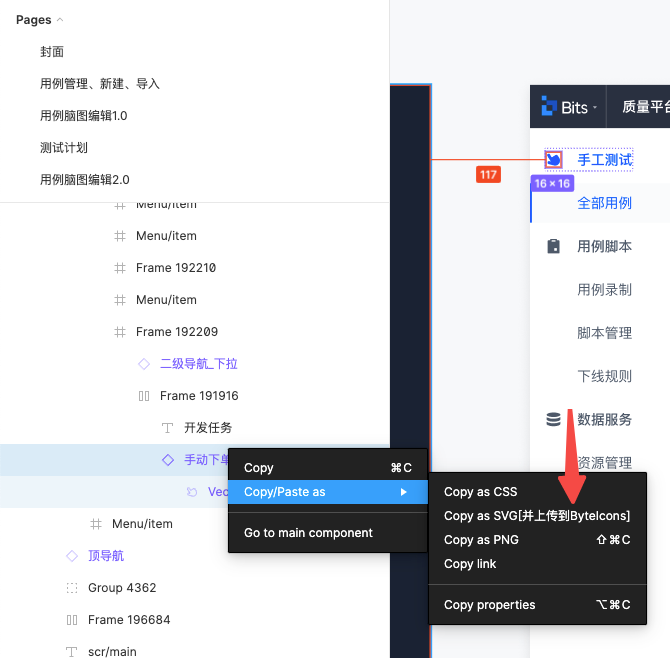 Pages
封面
用例管理、新建、导入
用例脑图编辑1.0
测试计划
用例脑图编辑2.0
Menu/item
Menu/item
Frame 192210
Menu/item
Frame 192209
二级导航_下拉
Frame 191916
开发任务
手动下单
Vec
Menu/item
顶导航
Group 4362
Frame 196684
scr/main
Copy ⌘C
Copy/Paste as
Go to main component
Copy as CSS
Copy as SVG[并上传到ByteIcons]
Copy as PNG ⇧⌘C
Copy link
Copy properties ⌥⌘C
117
16 × 16
Bits
质量平台
手工测试
全部用例
用例脚本
用例录制
脚本管理
下线规则
数据服务
资源管理